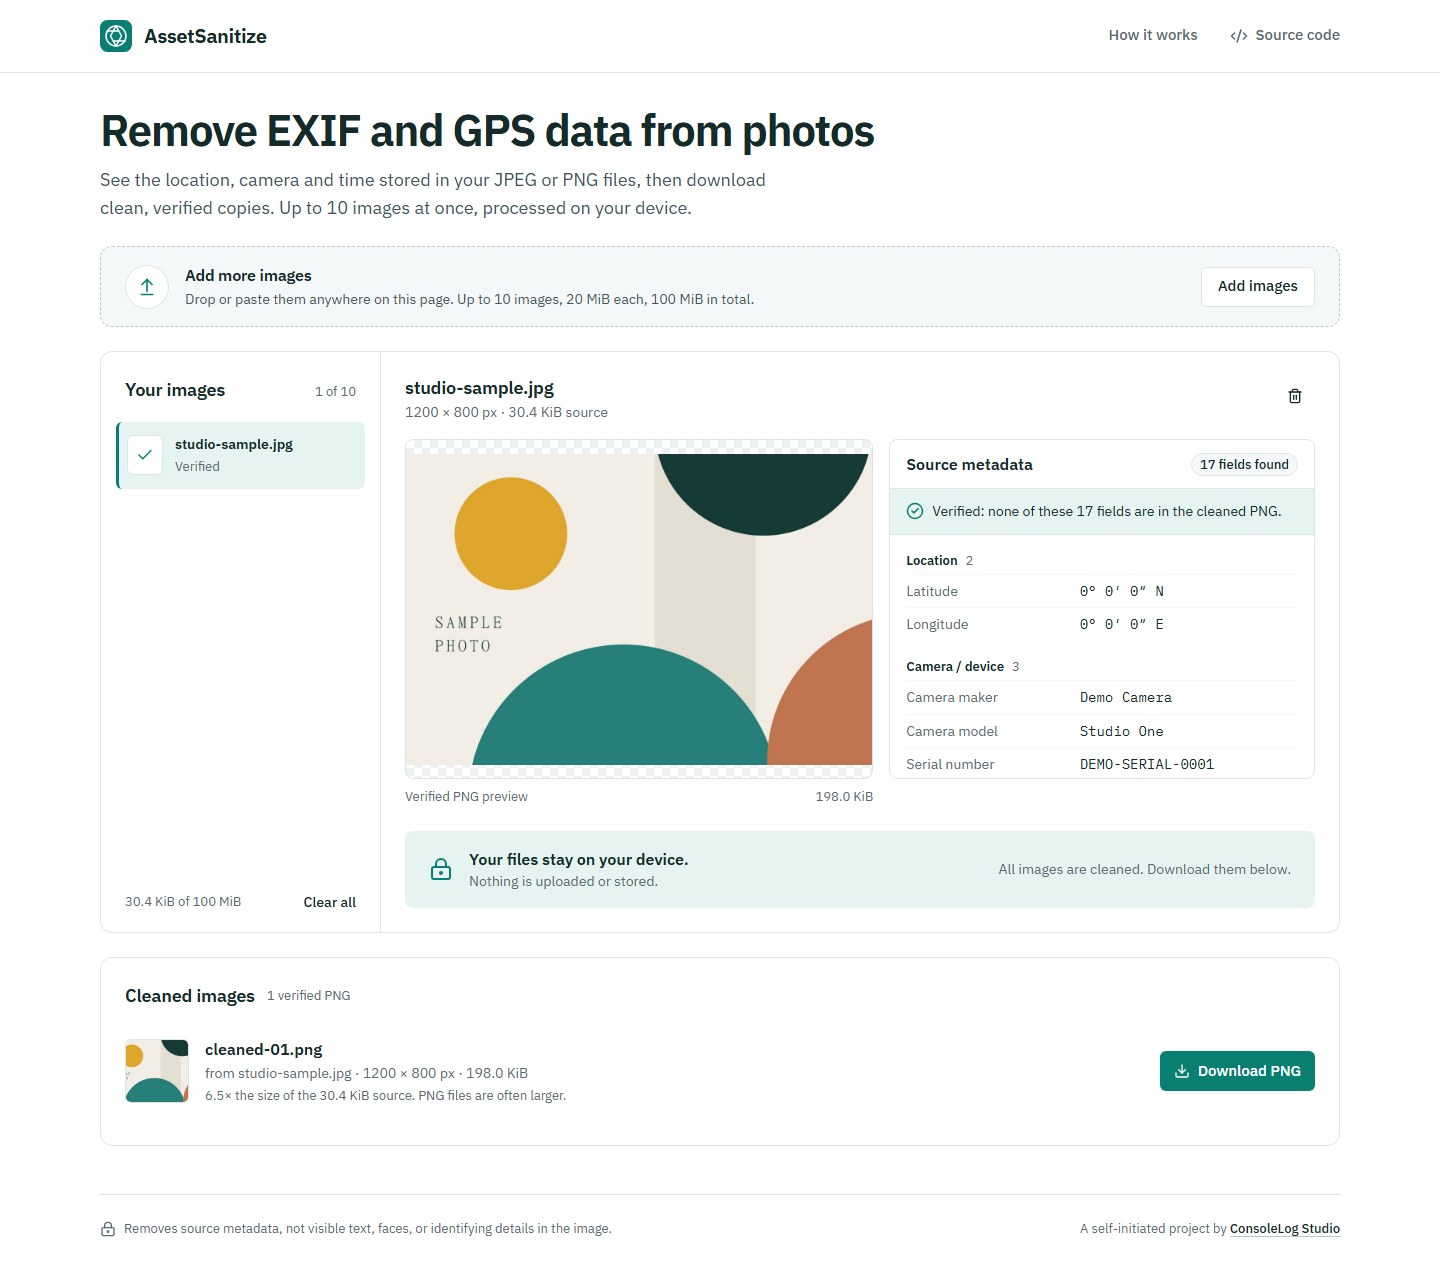 AssetSanitize
How it works
</> Source code
Remove EXIF and GPS data from photos
See the location, camera and time stored in your JPEG or PNG files, then download
clean, verified copies. Up to 10 images at once, processed on your device.
Add more images
Drop or paste them anywhere on this page. Up to 10 images, 20 MiB each, 100 MiB in total.
Add images
Your images
1 of 10
studio-sample.jpg
Verified
30.4 KiB of 100 MiB
Clear all
studio-sample.jpg
1200 × 800 px · 30.4 KiB source
SAMPLE
PHOTO
Verified PNG preview
198.0 KiB
Source metadata
17 fields found
Verified: none of these 17 fields are in the cleaned PNG.
Location 2
Latitude 0° 0′ 0″ N
Longitude 0° 0′ 0″ E
Camera / device 3
Camera maker Demo Camera
Camera model Studio One
Serial number DEMO-SERIAL-0001
Your files stay on your device.
Nothing is uploaded or stored.
All images are cleaned. Download them below.
Cleaned images 1 verified PNG
cleaned-01.png
from studio-sample.jpg · 1200 × 800 px · 198.0 KiB
6.5× the size of the 30.4 KiB source. PNG files are often larger.
Download PNG
Removes source metadata, not visible text, faces, or identifying details in the image.
A self-initiated project by ConsoleLog Studio